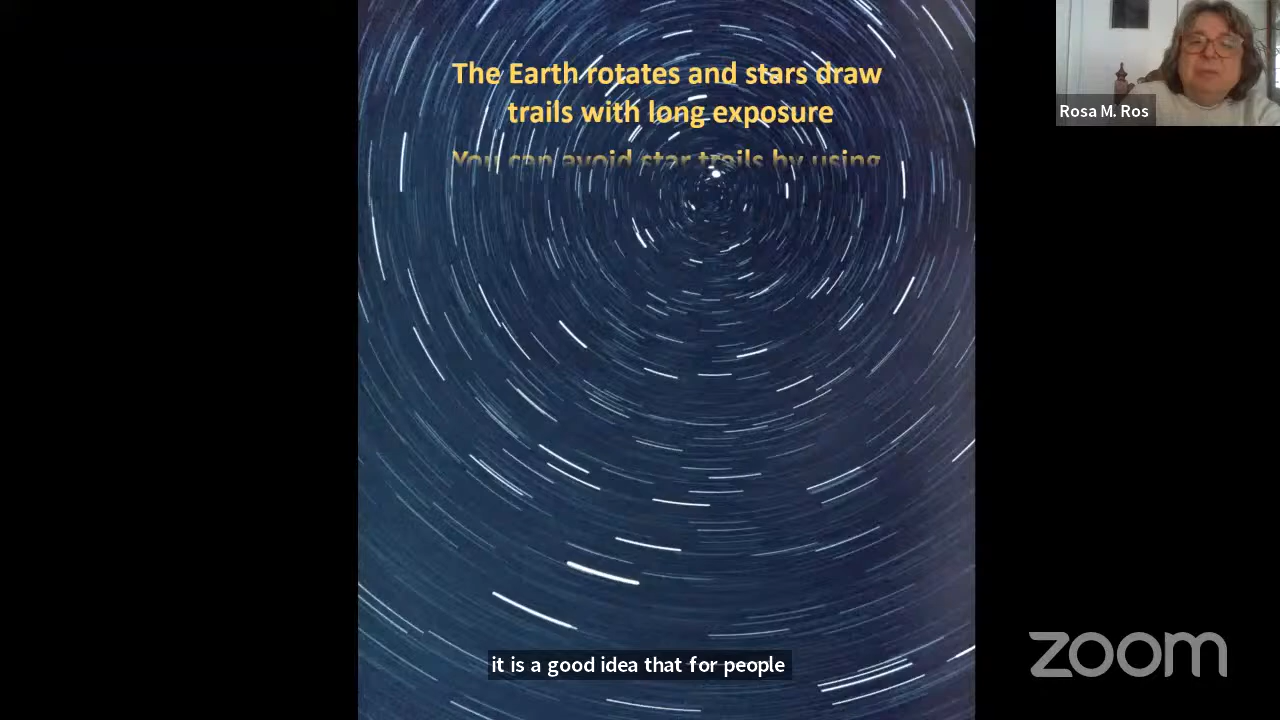 The Earth rotates and stars draw
trails with long exposure
You can avoid star trails by using
Rosa M. Ros
it is a good idea that for people
zoom